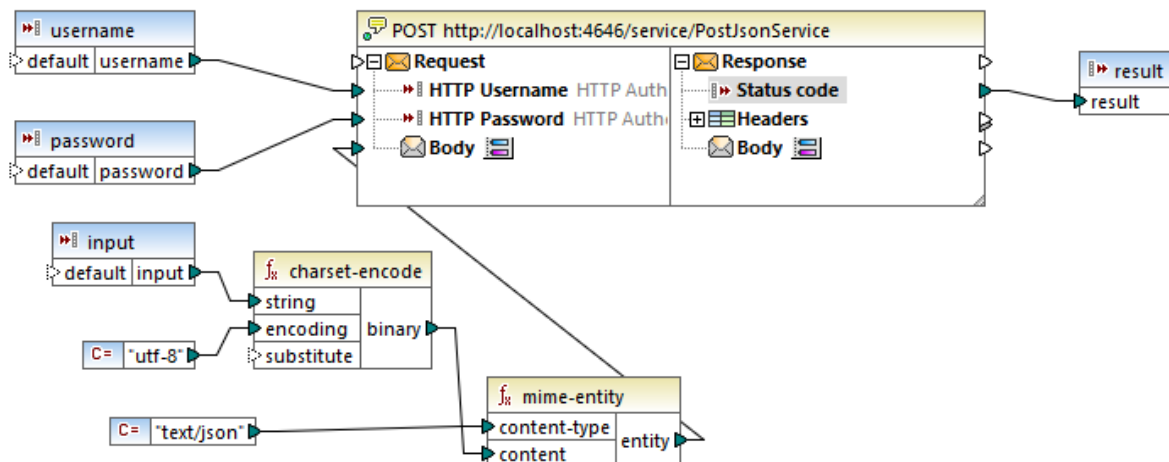 username
default username
POST http://localhost:4646/service/PostJsonService
Request
HTTP Username HTTP Auth
HTTP Password HTTP Auth
Body
Response
Status code
Headers
Body
result
result
password
default password
input
default input
charset-encode
string
encoding
substitute
binary
C= "utf-8"
mime-entity
content-type
content
entity
C= "text/json"